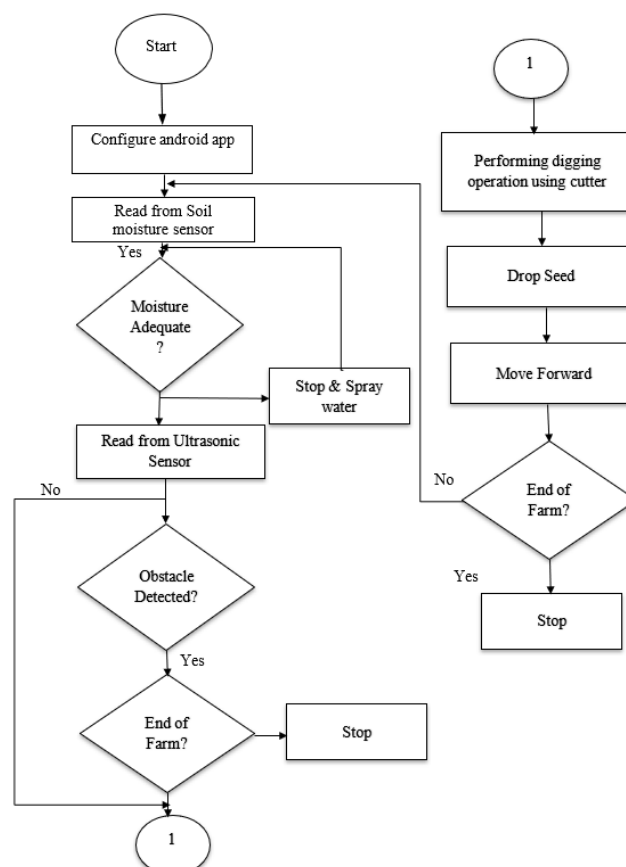 Start
Configure android app
Read from Soil
moisture sensor
Yes
Moisture
Adequate
?
Stop & Spray
water
Read from Ultrasonic
Sensor
No
Obstacle
Detected?
Yes
End of
Farm?
Stop
1
1
Performing digging
operation using cutter
Drop Seed
Move Forward
No
End of
Farm?
Yes
Stop